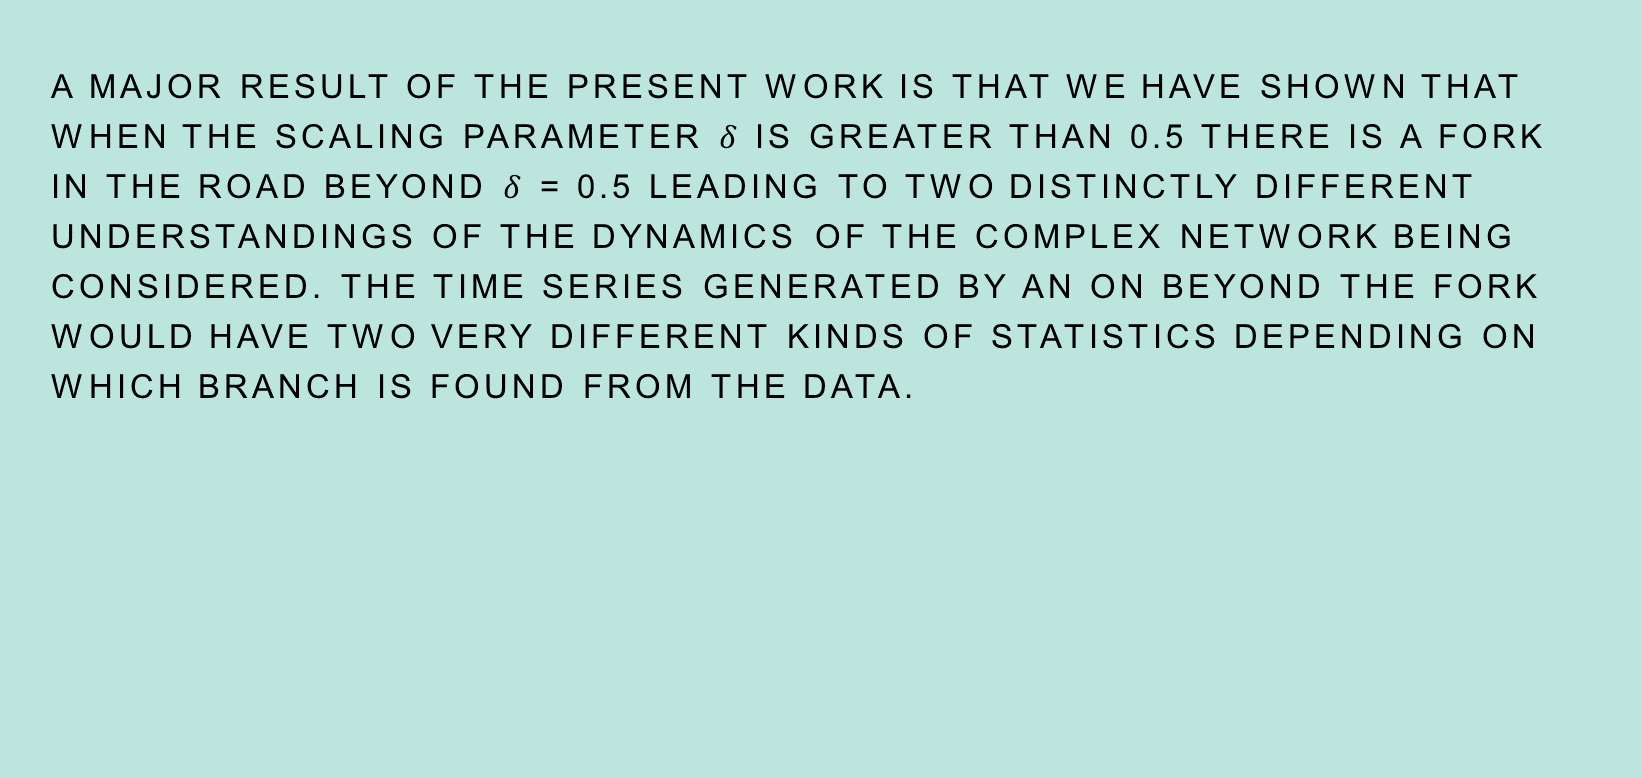 A MAJOR RESULT OF THE PRESENT WORK IS THAT WE HAVE SHOWN THAT
WHEN THE SCALING PARAMETER δ IS GREATER THAN 0.5 THERE IS A FORK
IN THE ROAD BEYOND δ = 0.5 LEADING TO TWO DISTINCTLY DIFFERENT
UNDERSTANDINGS OF THE DYNAMICS OF THE COMPLEX NETWORK BEING
CONSIDERED. THE TIME SERIES GENERATED BY AN ON BEYOND THE FORK
WOULD HAVE TWO VERY DIFFERENT KINDS OF STATISTICS DEPENDING ON
WHICH BRANCH IS FOUND FROM THE DATA.